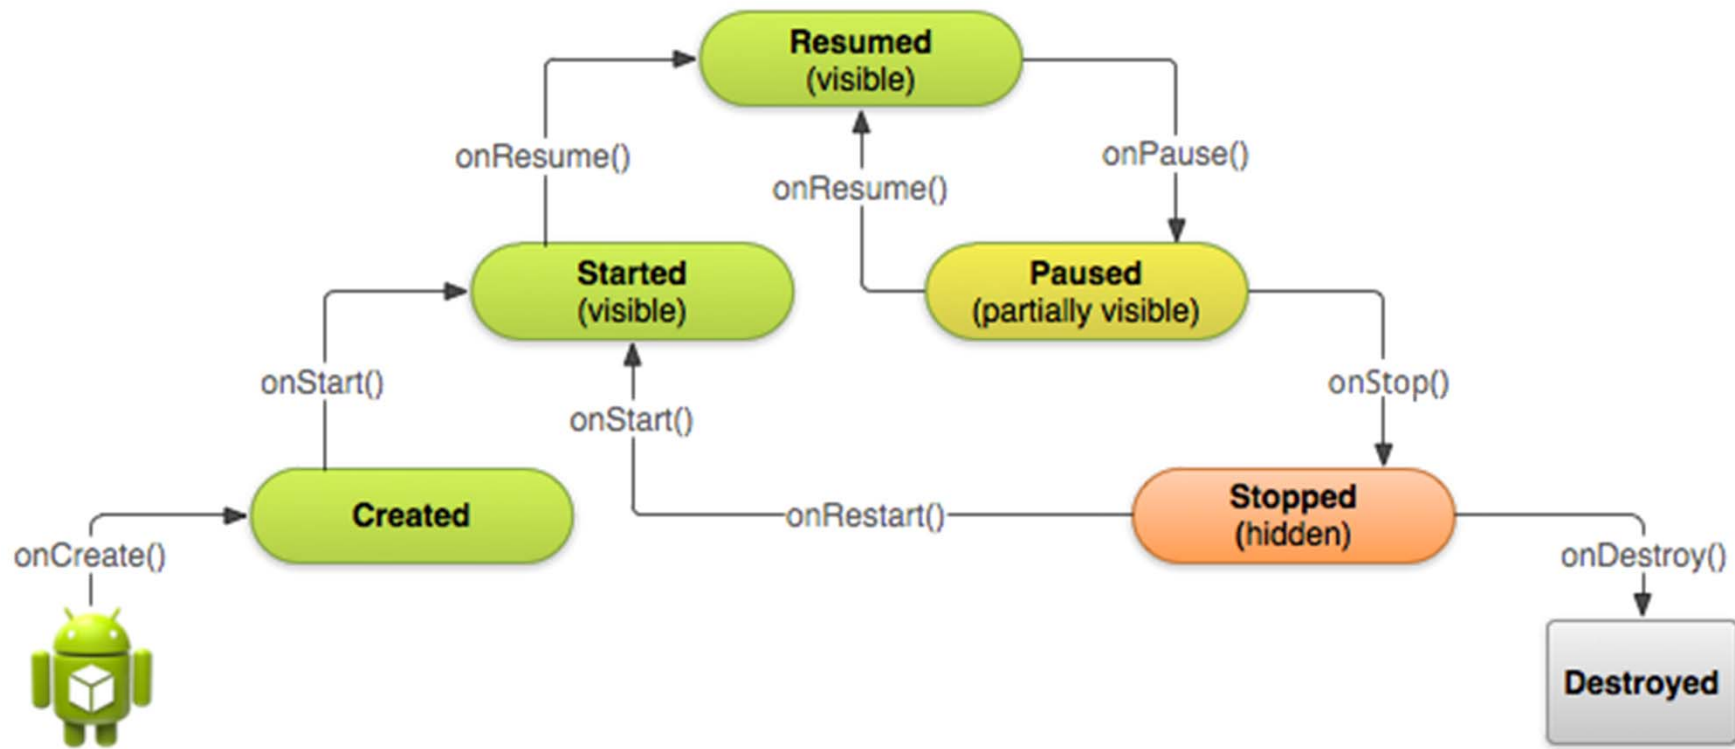 Resumed
(visible)
onResume()
onPause()
onResume()
Started
(visible)
Paused
(partially visible)
onStart()
onStop()
onStart()
Created
onRestart()
Stopped
(hidden)
onCreate()
onDestroy()
Destroyed